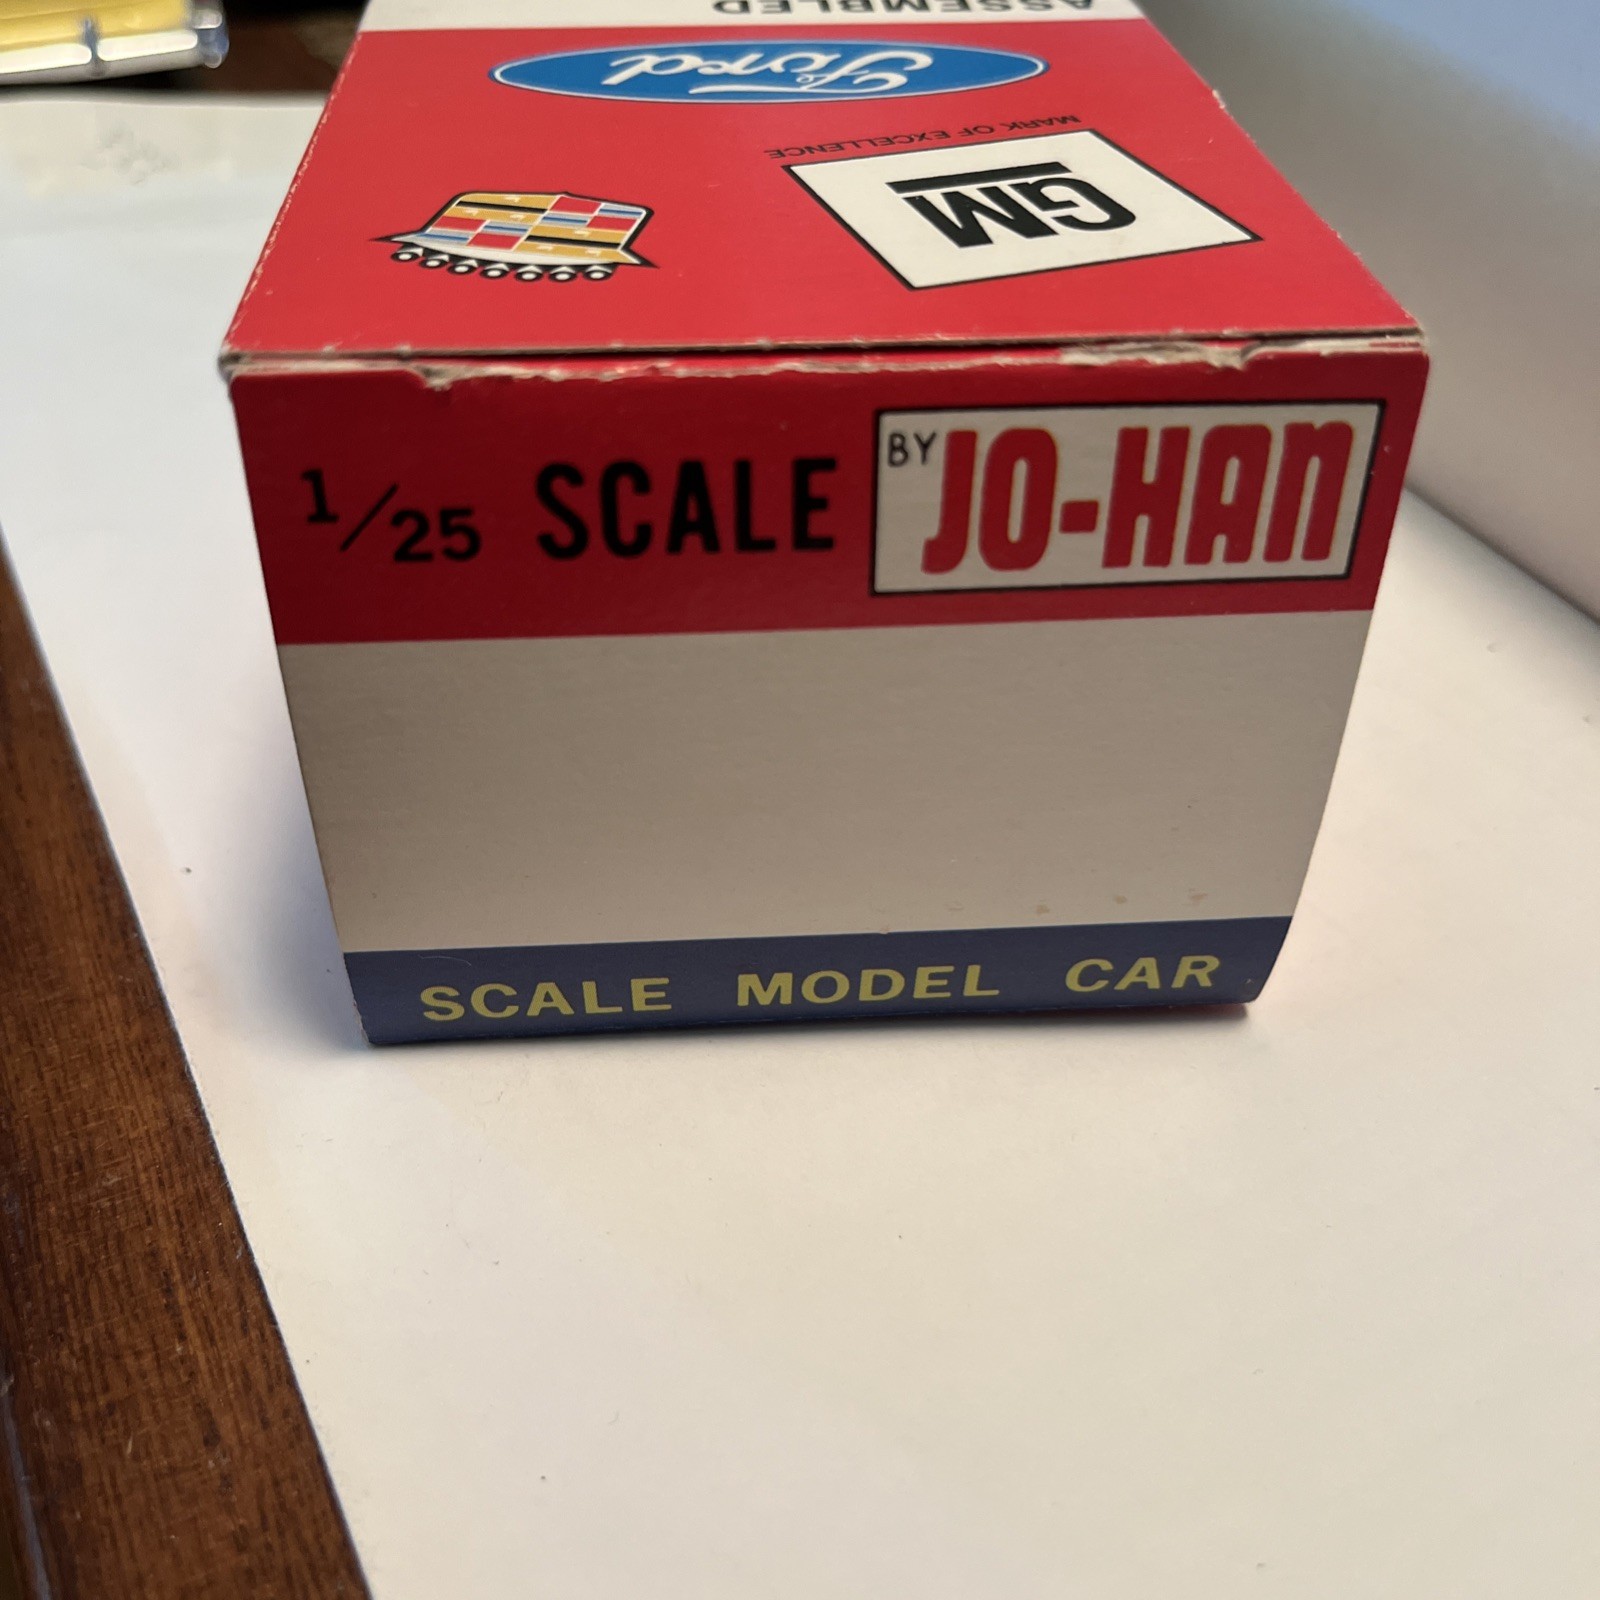 ASSEMBLED
Ford
MARK OF EXCELLENCE
GM
1/25 SCALE BY JO-HAN
SCALE MODEL CAR